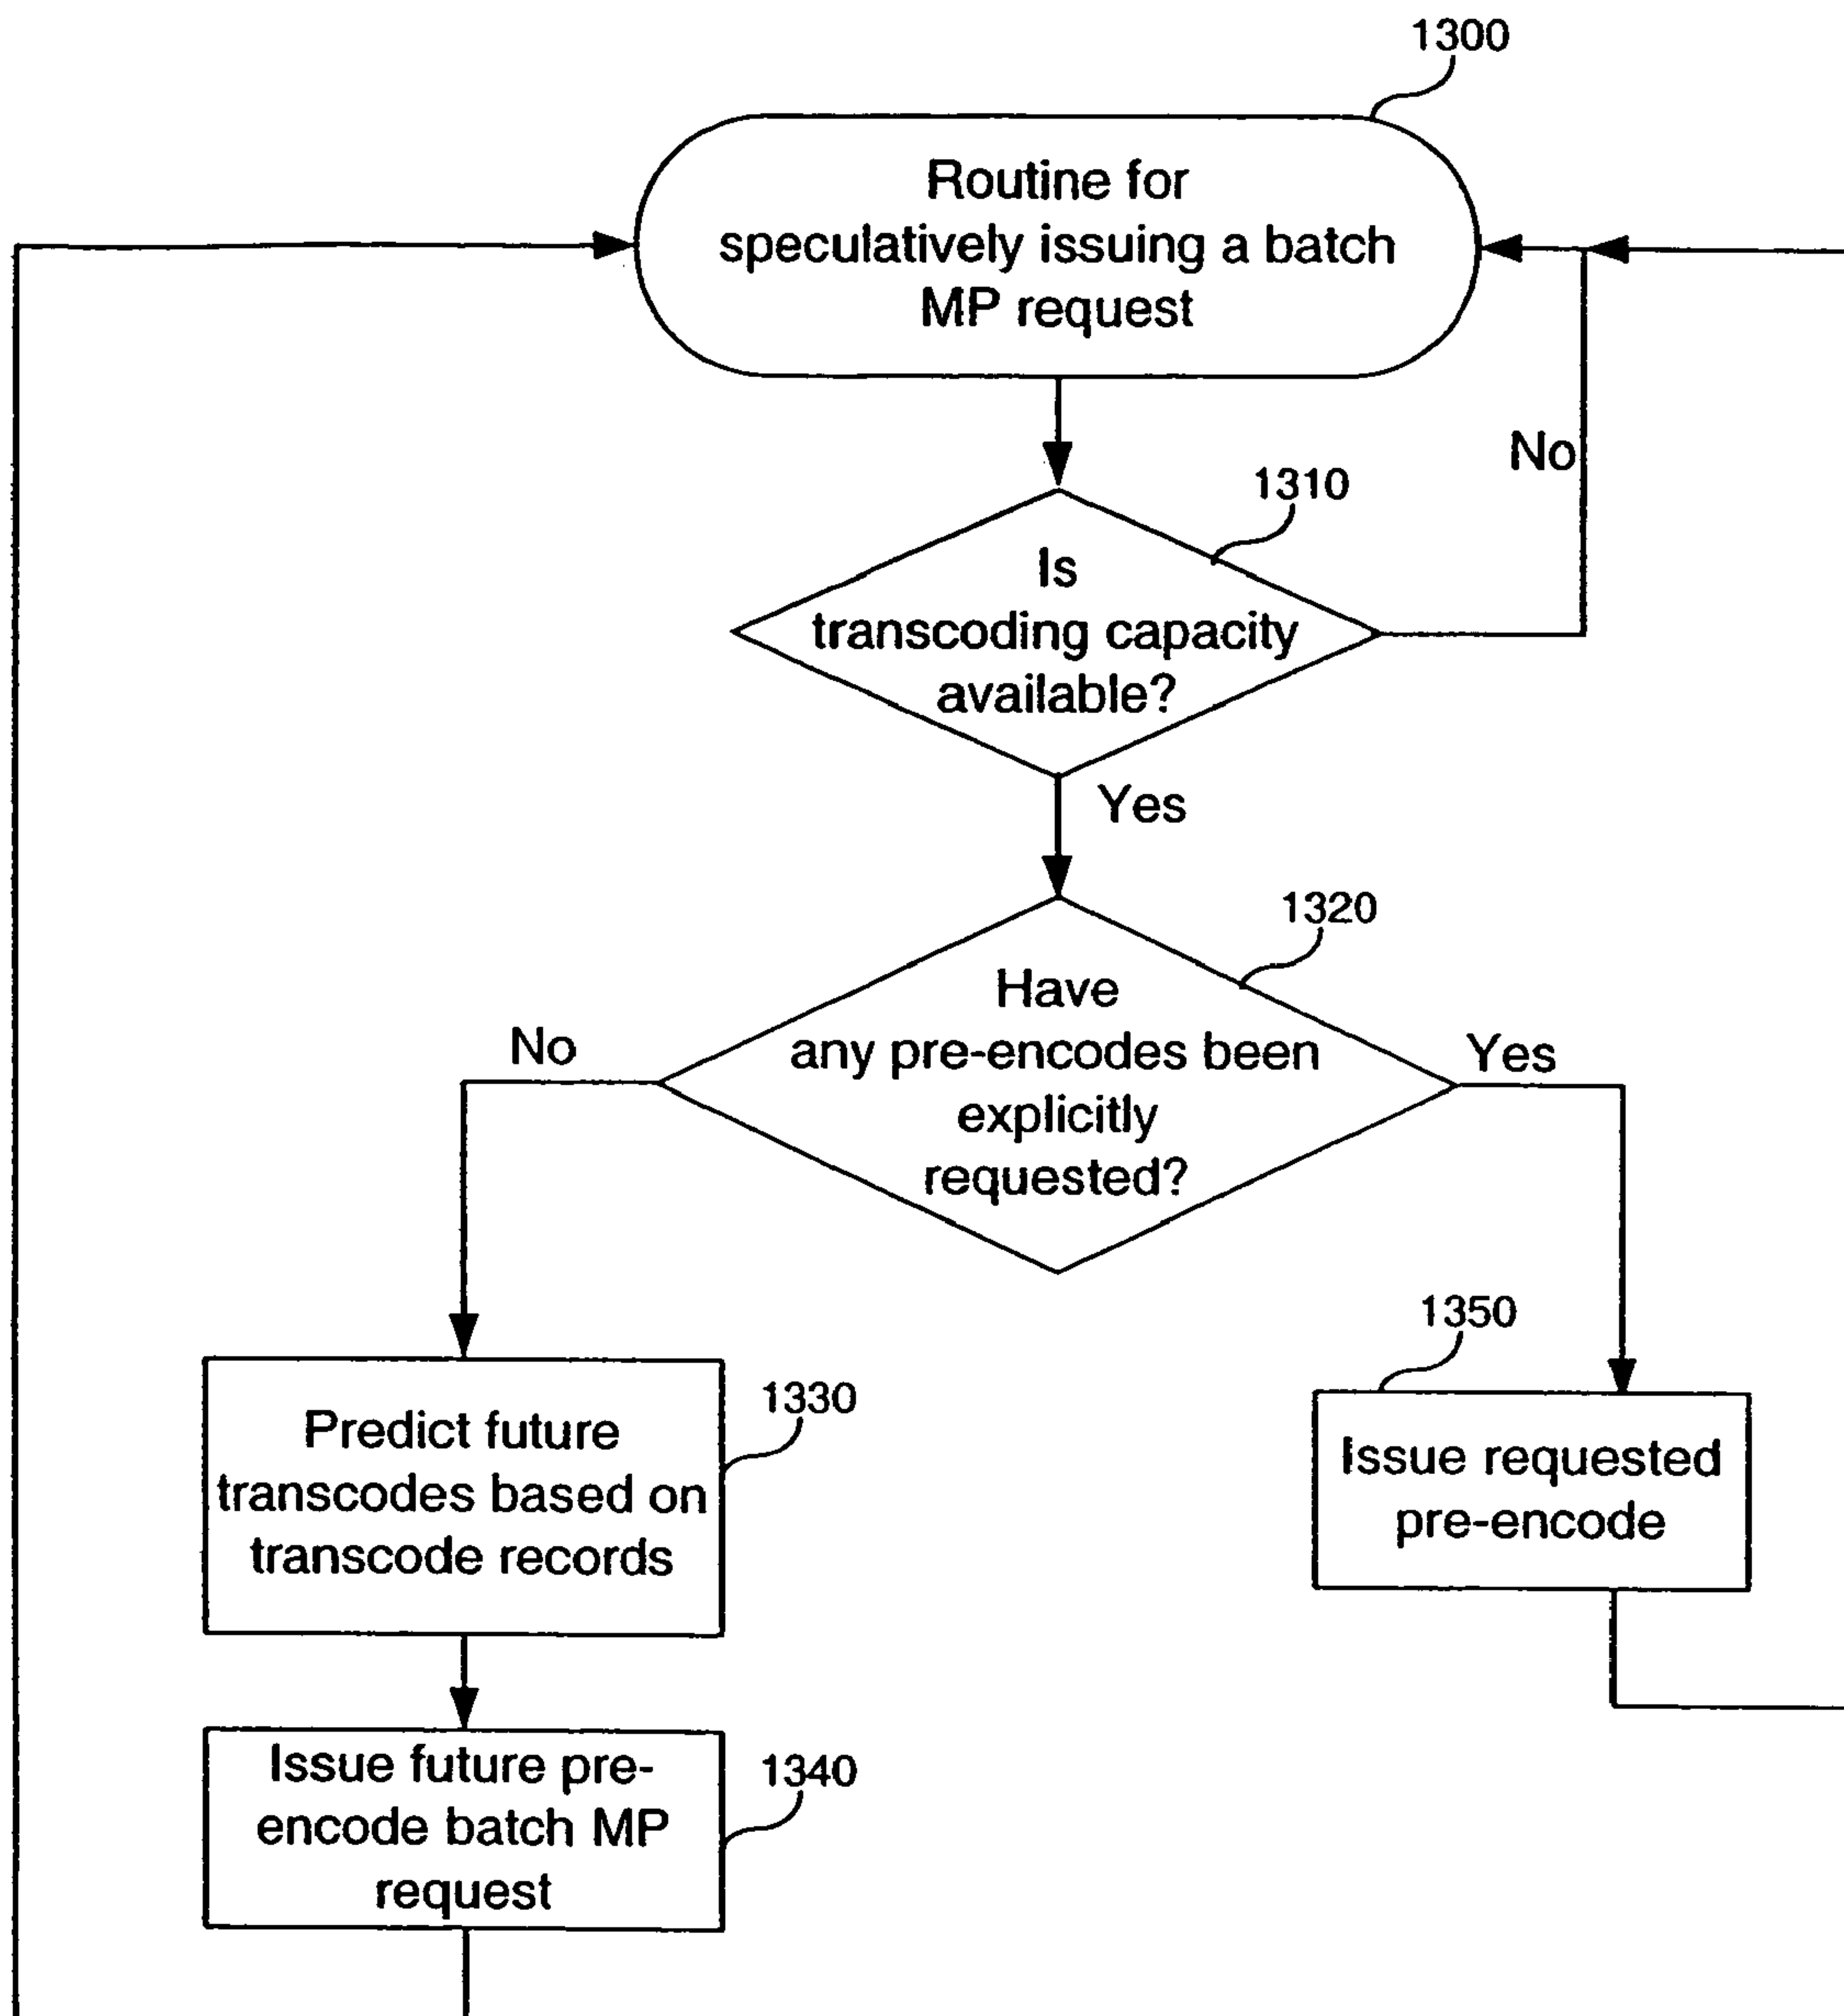 1300
Routine for
speculatively issuing a batch
MP request
No
1310
Is
transcoding capacity
available?
Yes
1320
Have
any pre-encodes been
explicitly
requested?
No
Yes
1350
1330
Predict future
transcodes based on
transcode records
Issue requested
pre-encode
1340
Issue future pre-
encode batch MP
request